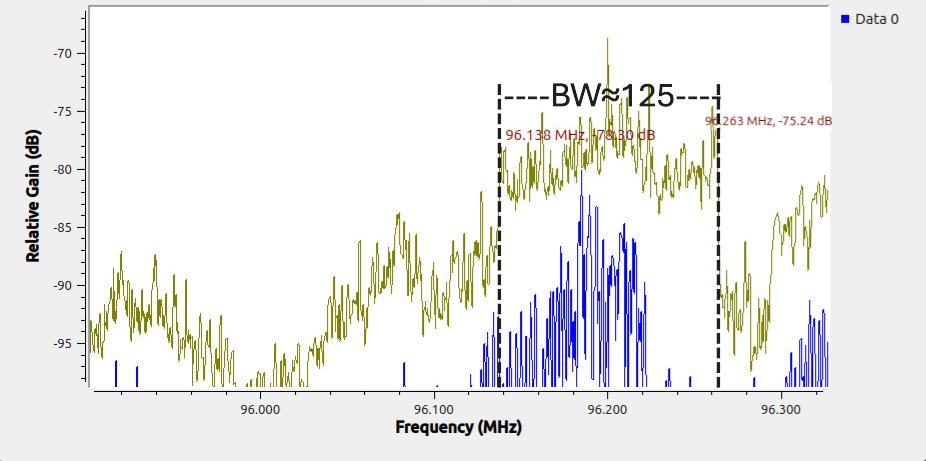 Data 0
-70
BW≈125
-75
96.263 MHz, -75.24 dB
96.138 MHz, -78.30 dB
-80
Relative Gain (dB)
-85
-90
-95
96.000 96.100 96.200 96.300
Frequency (MHz)